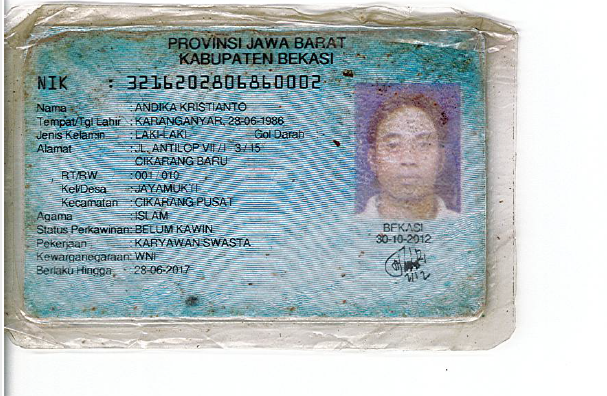 PROVINSI JAWA BARAT
KABUPATEN BEKASI
NIK : 3216202806860002
Nama : ANDIKA KRISTIANTO
Tempat/Tgl Lahir : KARANGANYAR, 28-06-1986
Jenis Kelamin : LAKI-LAKI Gol Darah
Alamat : JL. ANTILOP VII / I 3 / 15
CIKARANG BARU
RT/RW : 001 / 010
Kel/Desa : JAYAMUKTI
Kecamatan : CIKARANG PUSAT
Agama : ISLAM
Status Perkawinan: BELUM KAWIN
Pekerjaan : KARYAWAN SWASTA
Kewarganegaraan: WNI
Berlaku Hingga : 28-06-2017
BEKASI
30-10-2012